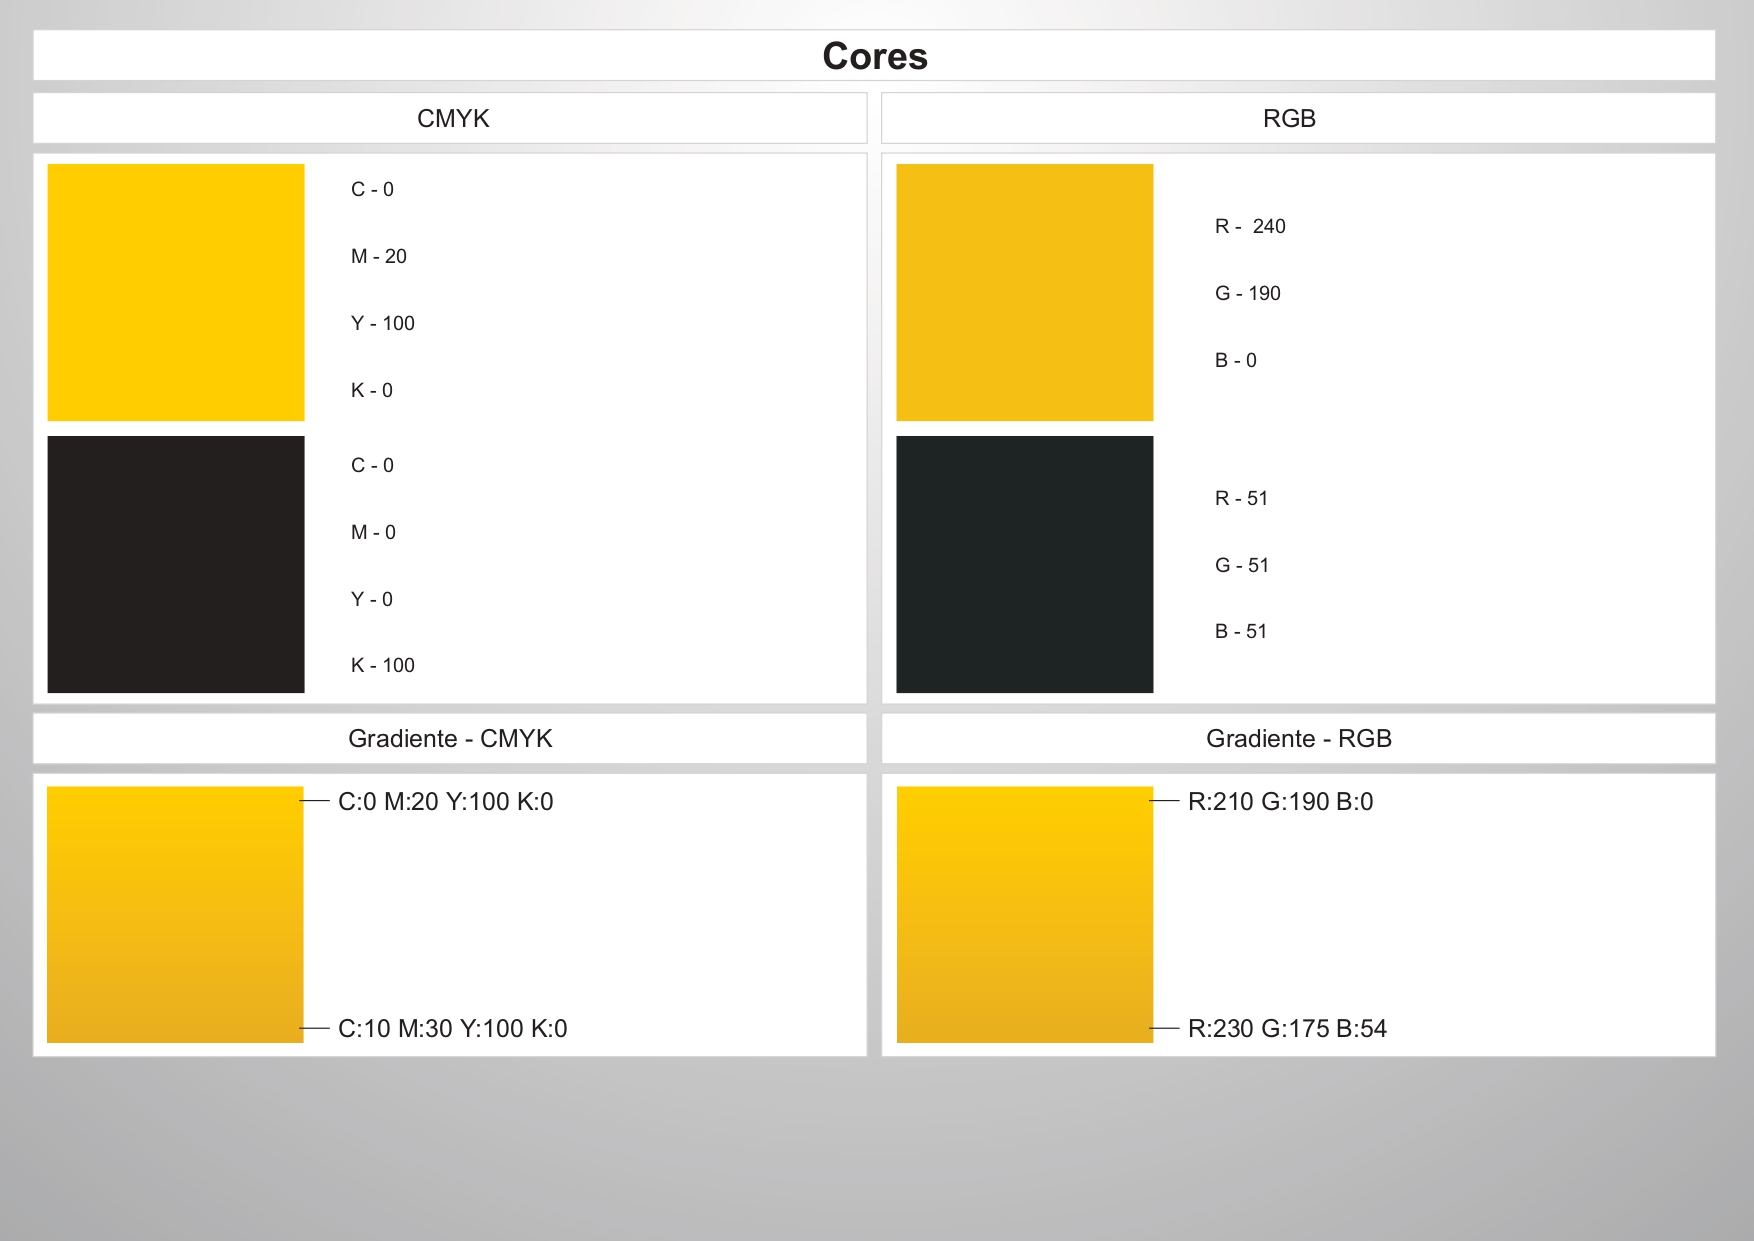 Cores
CMYK
RGB
C - 0
M - 20
Y - 100
K - 0
C - 0
M - 0
Y - 0
K - 100
R -  240
G - 190
B - 0
R - 51
G - 51
B - 51
Gradiente - CMYK
Gradiente - RGB
C:0 M:20 Y:100 K:0
C:10 M:30 Y:100 K:0
R:210 G:190 B:0
R:230 G:175 B:54